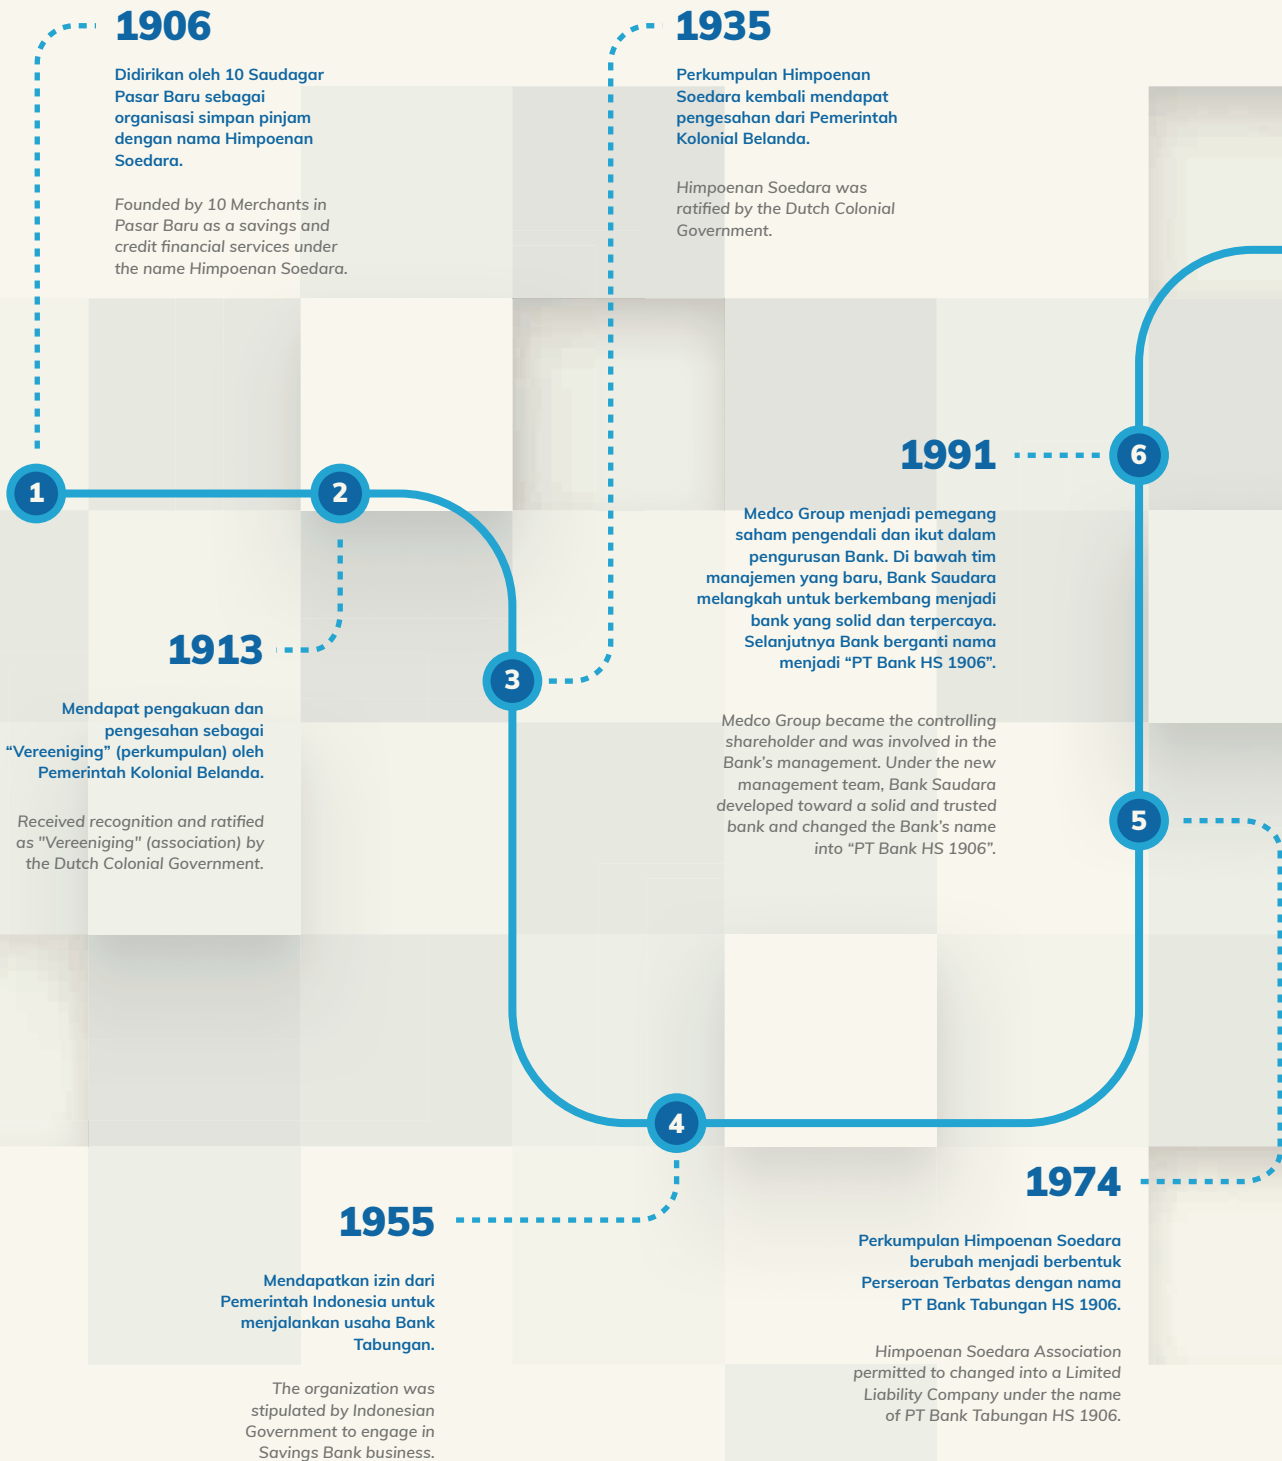 1906
Didirikan oleh 10 Saudagar
Pasar Baru sebagai
organisasi simpan pinjam
dengan nama Himpoenan
Soedara.
Founded by 10 Merchants in
Pasar Baru as a savings and
credit financial services under
the name Himpoenan Soedara.
1935
Perkumpulan Himpoenan
Soedara kembali mendapat
pengesahan dari Pemerintah
Kolonial Belanda.
Himpoenan Soedara was
ratified by the Dutch Colonial
Government.
1
2
3
1913
Mendapat pengakuan dan
pengesahan sebagai
“Vereeniging” (perkumpulan) oleh
Pemerintah Kolonial Belanda.
Received recognition and ratified
as "Vereeniging" (association) by
the Dutch Colonial Government.
1991
6
Medco Group menjadi pemegang
saham pengendali dan ikut dalam
pengurusan Bank. Di bawah tim
manajemen yang baru, Bank Saudara
melangkah untuk berkembang menjadi
bank yang solid dan terpercaya.
Selanjutnya Bank berganti nama
menjadi “PT Bank HS 1906”.
Medco Group became the controlling
shareholder and was involved in the
Bank’s management. Under the new
management team, Bank Saudara
developed toward a solid and trusted
bank and changed the Bank’s name
into “PT Bank HS 1906”.
5
4
1955
Mendapatkan izin dari
Pemerintah Indonesia untuk
menjalankan usaha Bank
Tabungan.
The organization was
stipulated by Indonesian
Government to engage in
Savings Bank business.
1974
Perkumpulan Himpoenan Soedara
berubah menjadi berbentuk
Perseroan Terbatas dengan nama
PT Bank Tabungan HS 1906.
Himpoenan Soedara Association
permitted to changed into a Limited
Liability Company under the name
of PT Bank Tabungan HS 1906.